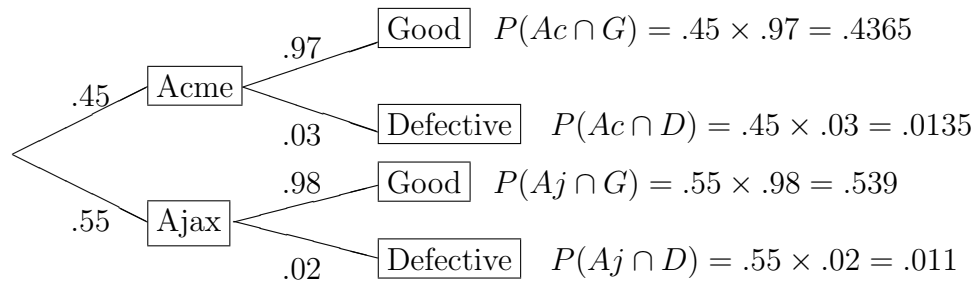 Good P(Ac ∩ G) = .45 × .97 = .4365
.97
Acme
.45
Defective P(Ac ∩ D) = .45 × .03 = .0135
.03
Good P(Aj ∩ G) = .55 × .98 = .539
.98
Ajax
.55
Defective P(Aj ∩ D) = .55 × .02 = .011
.02